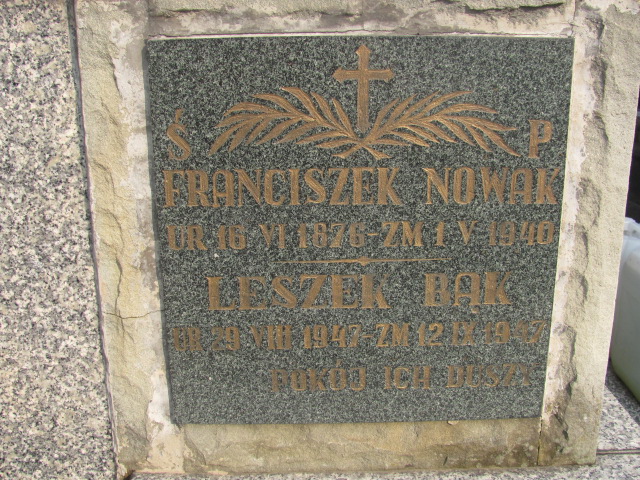 Ś P
FRANCISZEK NOWAK
UR 16 VI 1878-ZM 1 V 1940
LESZEK BĄK
UR 29 VIII 1947-ZM 12 IX 1947
POKÓJ ICH DUSZY